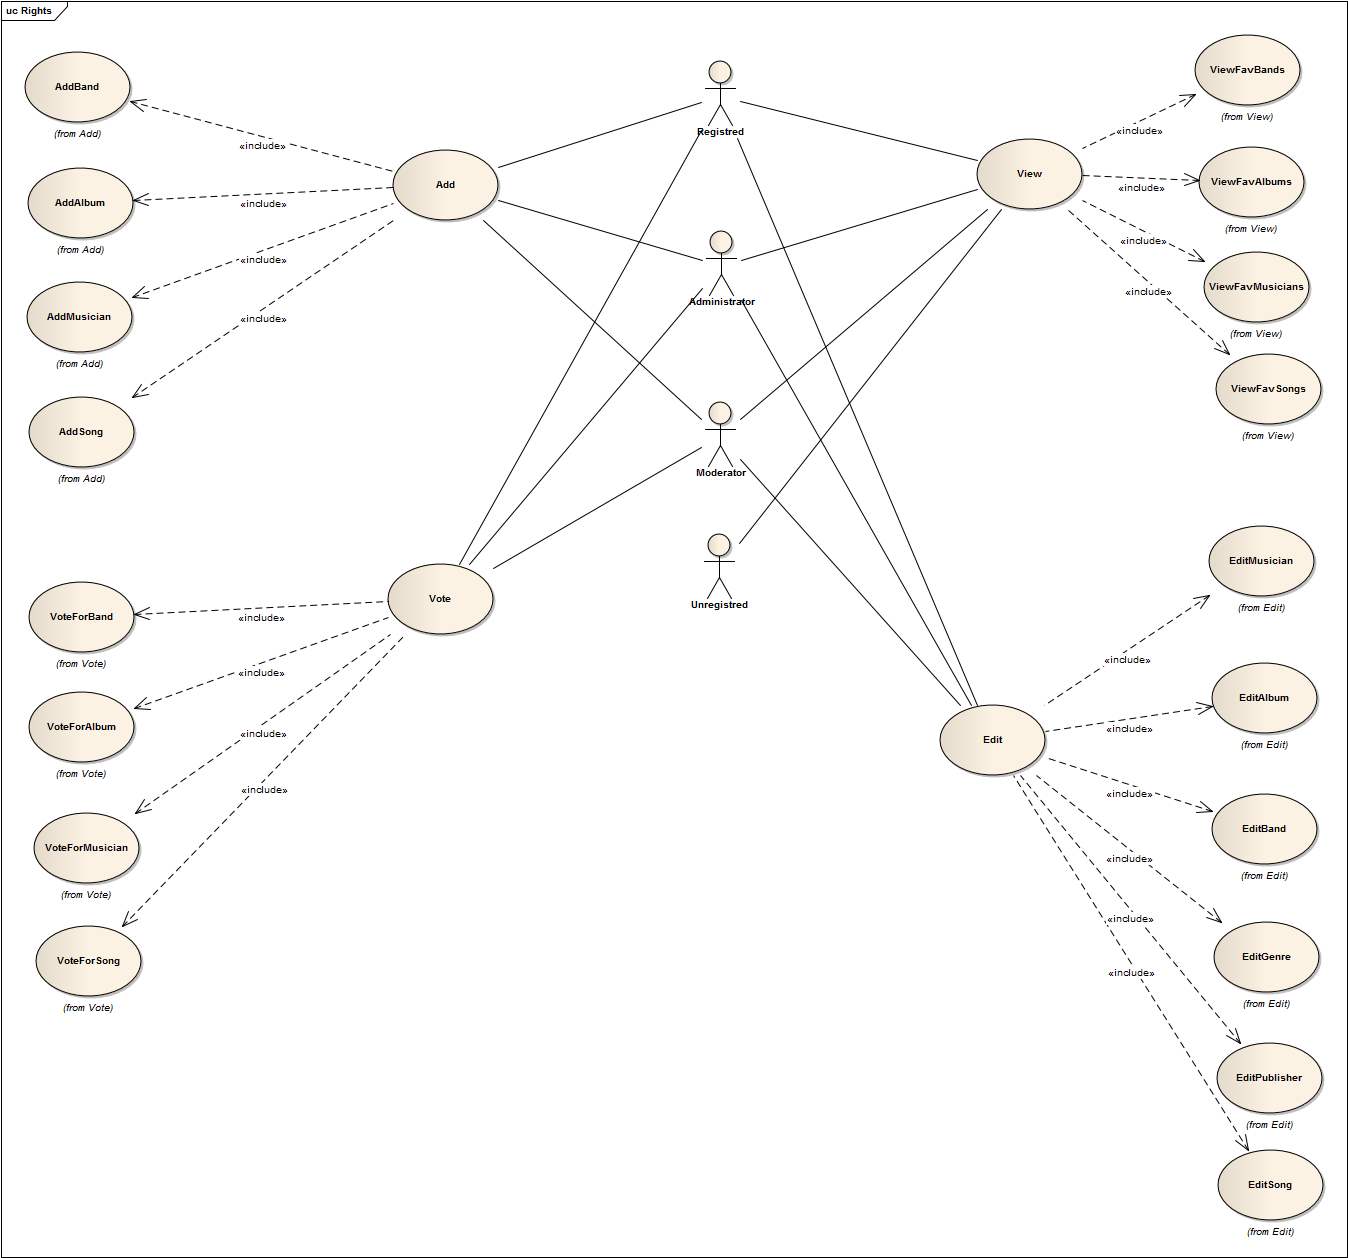 uc Rights
AddBand
(from Add)
AddAlbum
(from Add)
AddMusician
(from Add)
AddSong
(from Add)
«include»
«include»
«include»
«include»
Add
Registred
Administrator
Moderator
Unregistred
View
«include»
«include»
«include»
«include»
ViewFavBands
(from View)
ViewFavAlbums
(from View)
ViewFavMusicians
(from View)
ViewFavSongs
(from View)
Vote
«include»
«include»
«include»
«include»
VoteForBand
(from Vote)
VoteForAlbum
(from Vote)
VoteForMusician
(from Vote)
VoteForSong
(from Vote)
Edit
«include»
«include»
«include»
«include»
«include»
«include»
EditMusician
(from Edit)
EditAlbum
(from Edit)
EditBand
(from Edit)
EditGenre
(from Edit)
EditPublisher
(from Edit)
EditSong
(from Edit)